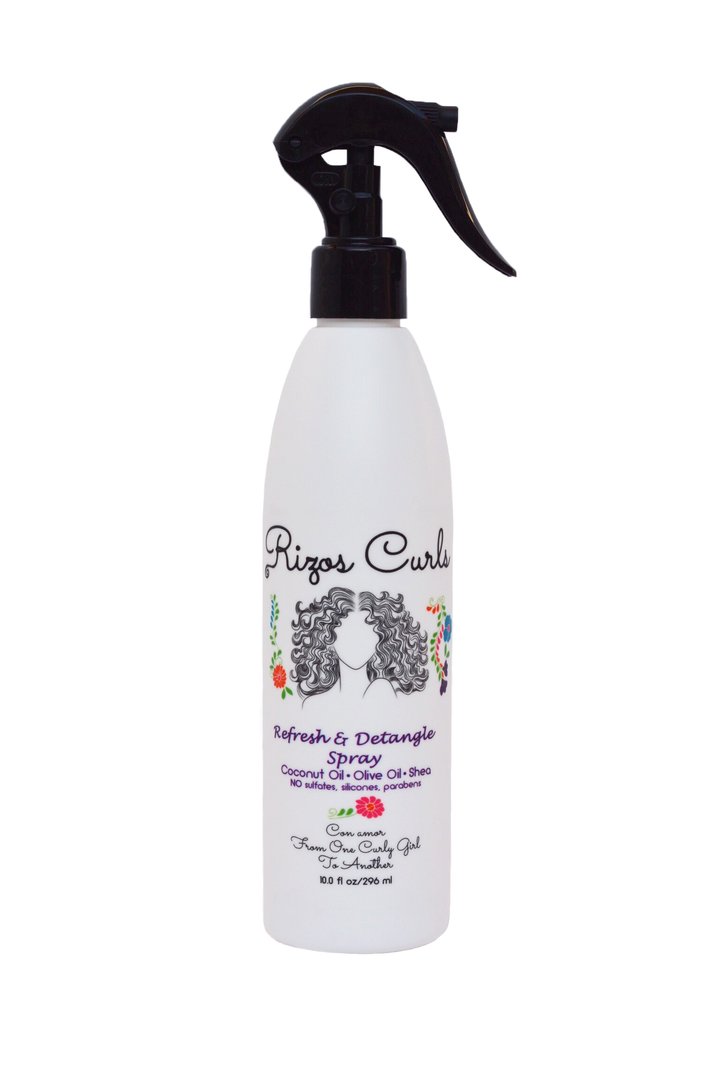 Rizos Curls
Refresh & Detangle
Spray
Coconut Oil • Olive Oil • Shea
NO sulfates, silicones, parabens
Con amor
From One Curly Girl
To Another
10.0 fl oz/296 ml